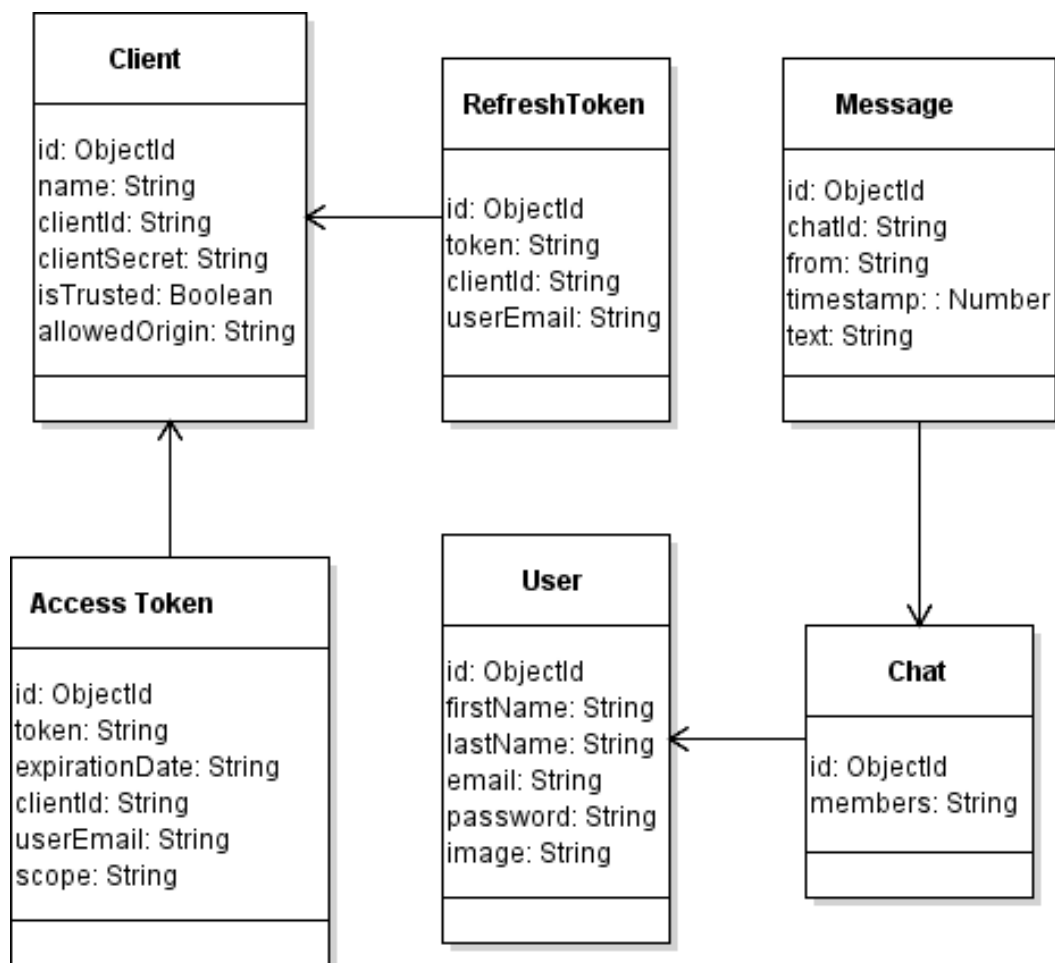 Client
id: ObjectId
name: String
clientId: String
clientSecret: String
isTrusted: Boolean
allowedOrigin: String
RefreshToken
id: ObjectId
token: String
clientId: String
userEmail: String
Message
id: ObjectId
chatId: String
from: String
timestamp: : Number
text: String
Access Token
id: ObjectId
token: String
expirationDate: String
clientId: String
userEmail: String
scope: String
User
id: ObjectId
firstName: String
lastName: String
email: String
password: String
image: String
Chat
id: ObjectId
members: String